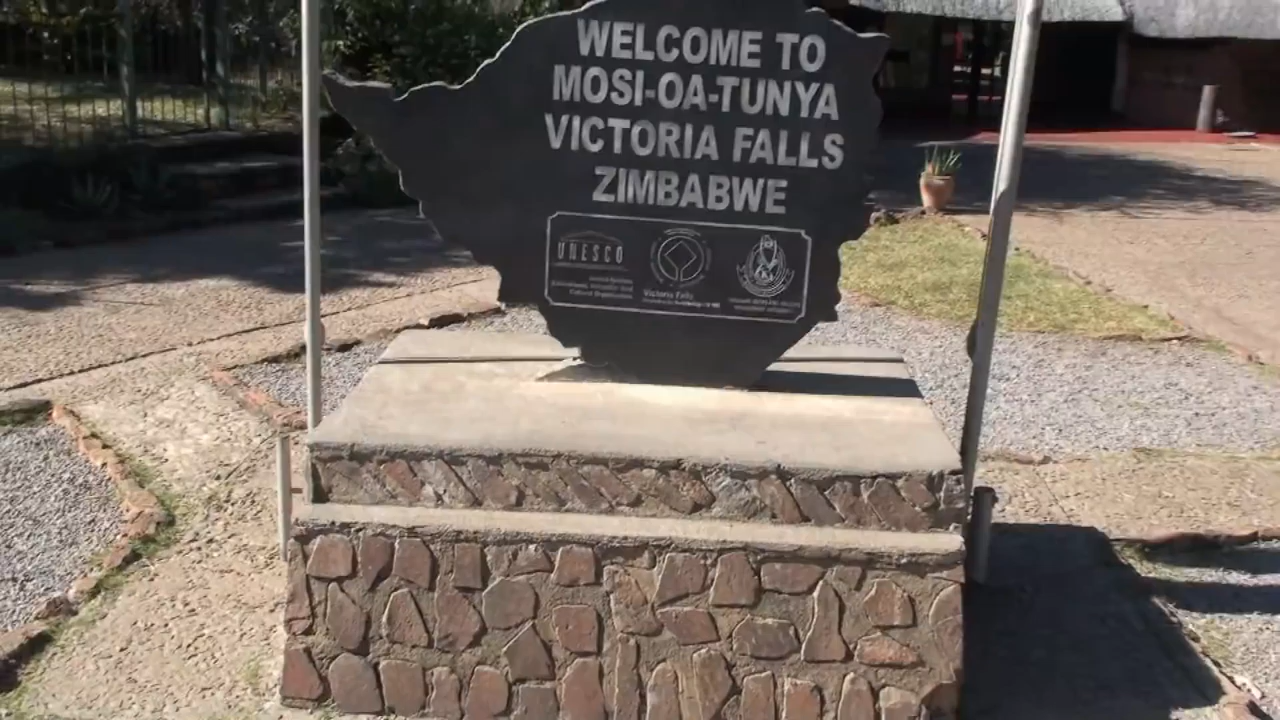 WELCOME TO
MOSI-OA-TUNYA
VICTORIA FALLS
ZIMBABWE
UNESCO
Victoria Falls